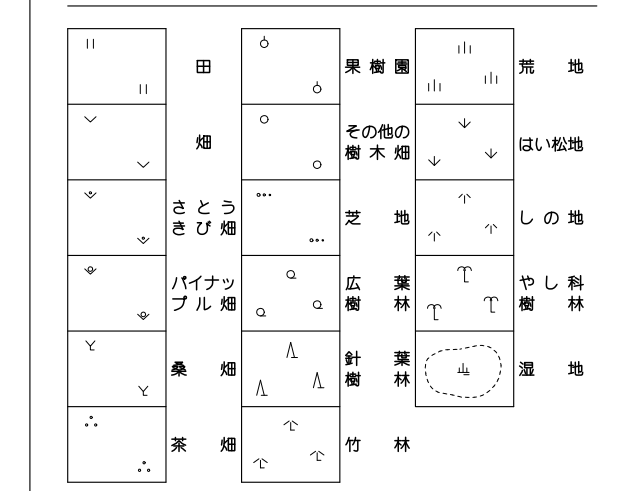 田
畑
さとう
きび畑
パイナッ
プル畑
桑畑
茶畑
果樹園
その他の
樹木畑
芝地
広葉
樹林
針葉
樹林
竹林
荒地
はい松地
しの地
やし科
樹林
湿地